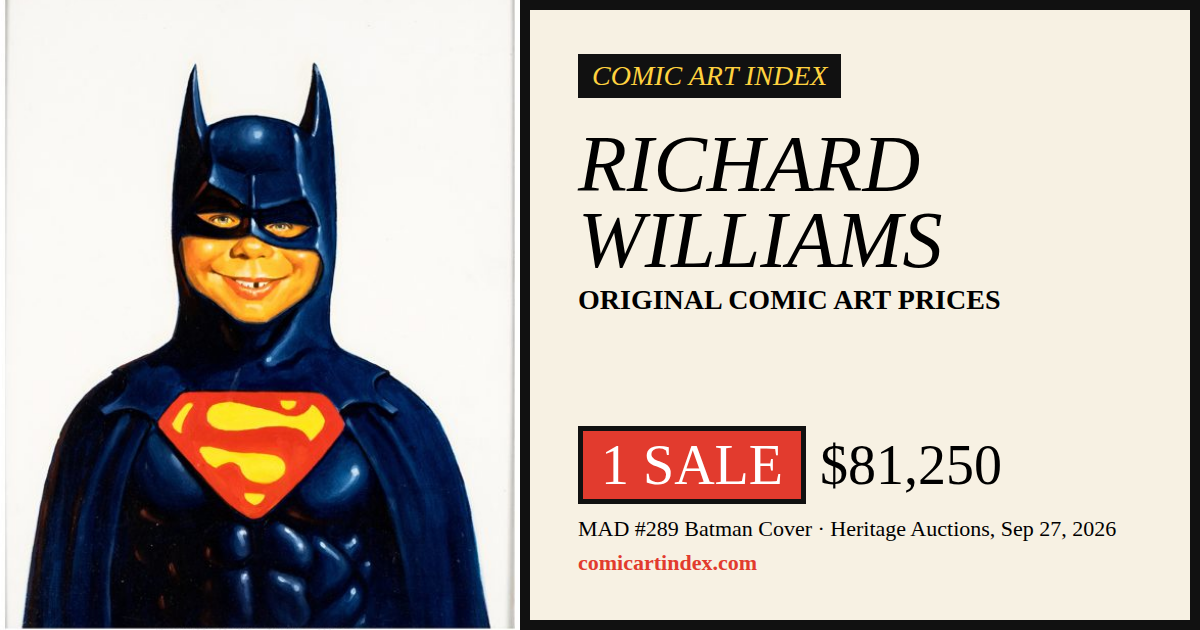 COMIC ART INDEX
RICHARD
WILLIAMS
ORIGINAL COMIC ART PRICES
1 SALE $81,250
MAD #289 Batman Cover · Heritage Auctions, Sep 27, 2026
comicartindex.com